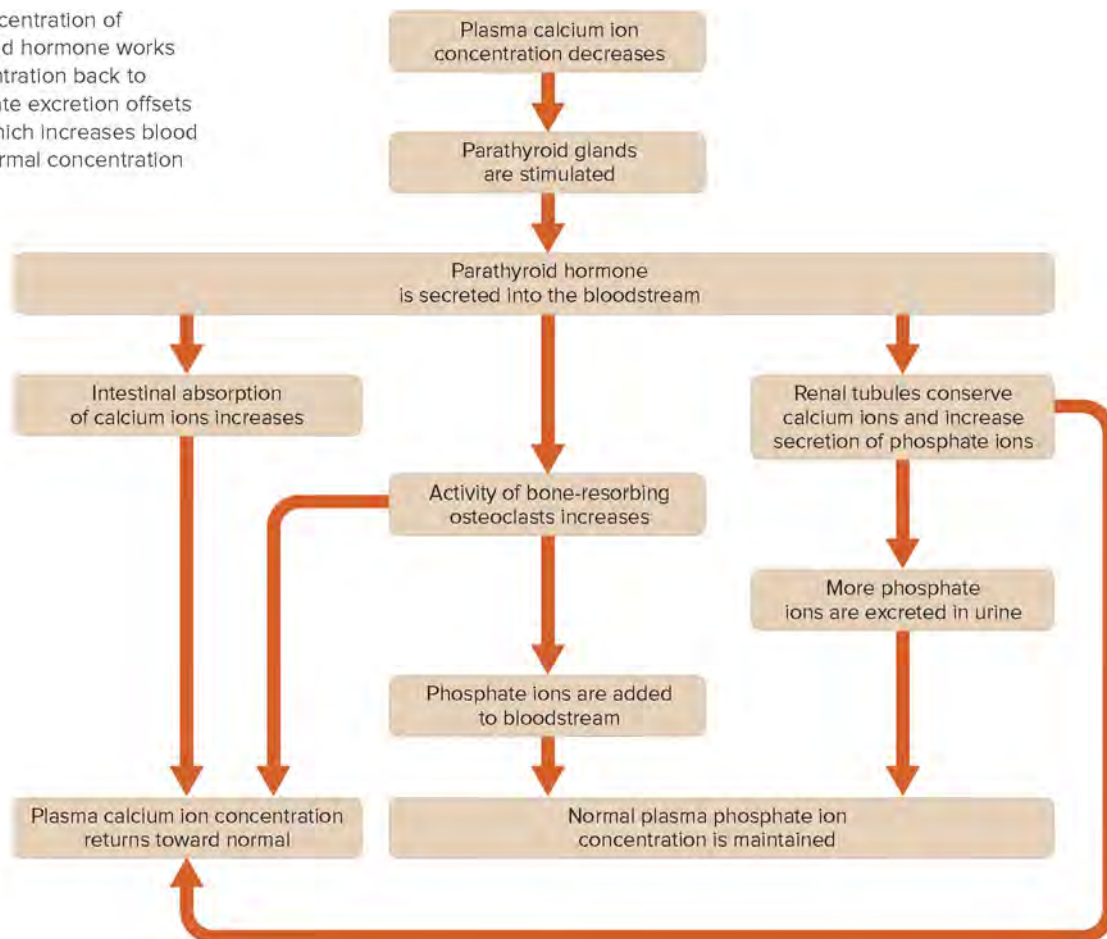 centration of
d hormone works
ntration back to
te excretion offsets
hich increases blood
rmal concentration
Plasma calcium ion
concentration decreases
Parathyroid glands
are stimulated
Parathyroid hormone
is secreted into the bloodstream
Intestinal absorption
of calcium ions increases
Renal tubules conserve
calcium ions and increase
secretion of phosphate ions
Activity of bone-resorbing
osteoclasts increases
More phosphate
ions are excreted in urine
Phosphate ions are added
to bloodstream
Plasma calcium ion concentration
returns toward normal
Normal plasma phosphate ion
concentration is maintained